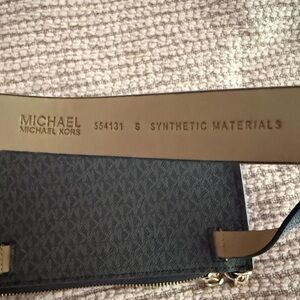 MICHAEL
MICHAEL KORS
554131 S SYNTHETIC MATERIALS